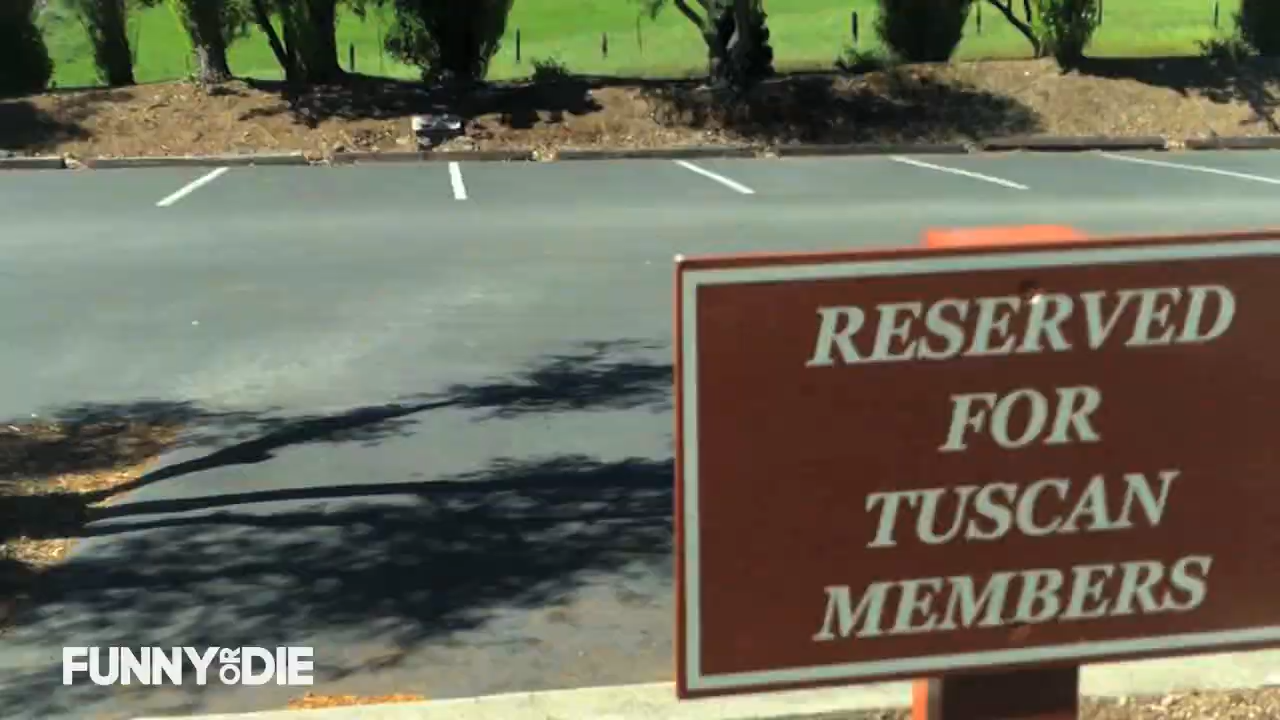 RESERVED
FOR
TUSCAN
MEMBERS
FUNNY OR DIE